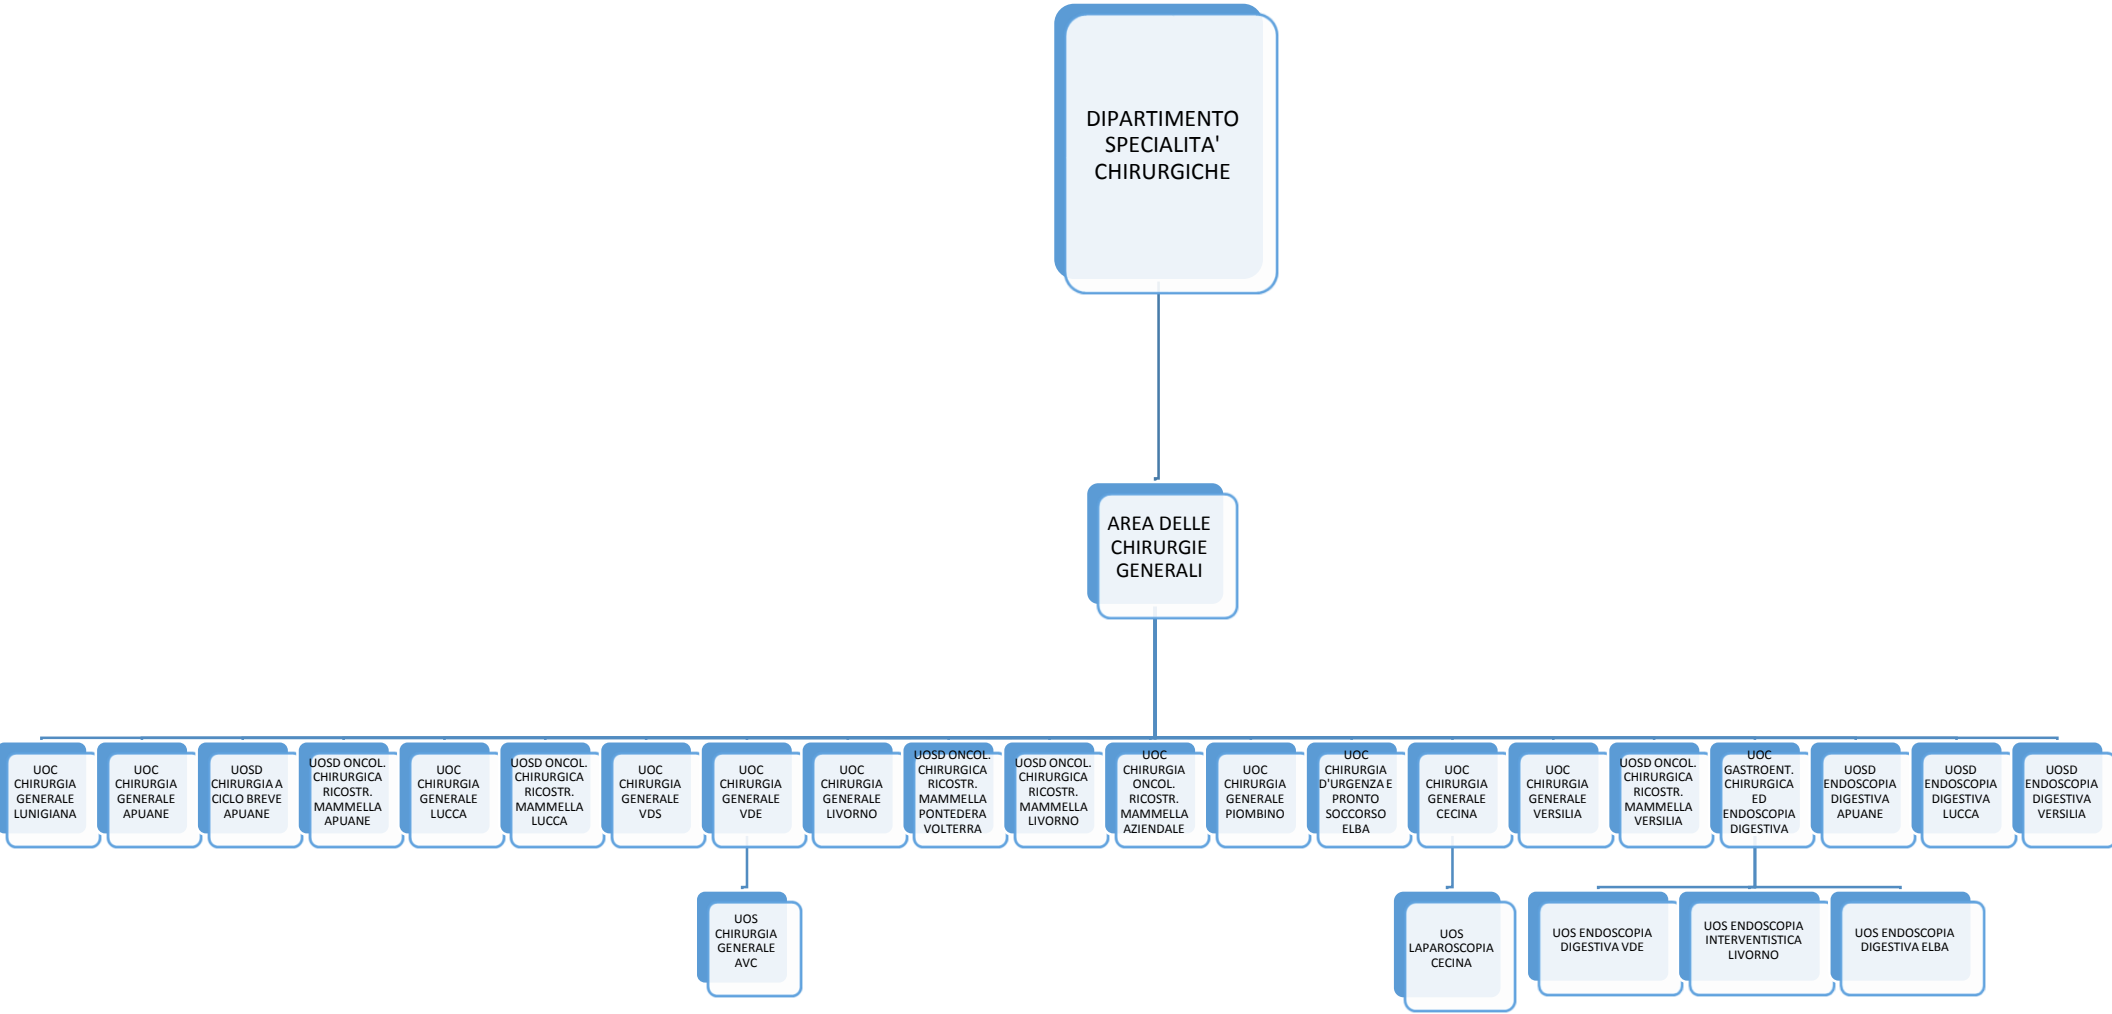 DIPARTIMENTO
SPECIALITA'
CHIRURGICHE
AREA DELLE
CHIRURGIE
GENERALI
UOC
CHIRURGIA
GENERALE
LUNIGIANA
UOC
CHIRURGIA
GENERALE
APUANE
UOSD
CHIRURGIA A
CICLO BREVE
APUANE
UOSD ONCOL.
CHIRURGICA
RICOSTR.
MAMMELLA
APUANE
UOC
CHIRURGIA
GENERALE
LUCCA
UOSD ONCOL.
CHIRURGICA
RICOSTR.
MAMMELLA
LUCCA
UOC
CHIRURGIA
GENERALE
VDS
UOC
CHIRURGIA
GENERALE
VDE
UOC
CHIRURGIA
GENERALE
LIVORNO
UOSD ONCOL.
CHIRURGICA
RICOSTR.
MAMMELLA
PONTEDERA
VOLTERRA
UOSD ONCOL.
CHIRURGICA
RICOSTR.
MAMMELLA
LIVORNO
UOC
CHIRURGIA
ONCOL.
RICOSTR.
MAMMELLA
AZIENDALE
UOC
CHIRURGIA
GENERALE
PIOMBINO
UOC
CHIRURGIA
D'URGENZA E
PRONTO
SOCCORSO
ELBA
UOC
CHIRURGIA
GENERALE
CECINA
UOC
CHIRURGIA
GENERALE
VERSILIA
UOSD ONCOL.
CHIRURGICA
RICOSTR.
MAMMELLA
VERSILIA
UOC
GASTROENT.
CHIRURGICA
ED
ENDOSCOPIA
DIGESTIVA
UOSD
ENDOSCOPIA
DIGESTIVA
APUANE
UOSD
ENDOSCOPIA
DIGESTIVA
LUCCA
UOSD
ENDOSCOPIA
DIGESTIVA
VERSILIA
UOS
CHIRURGIA
GENERALE
AVC
UOS
LAPAROSCOPIA
CECINA
UOS ENDOSCOPIA
DIGESTIVA VDE
UOS ENDOSCOPIA
INTERVENTISTICA
LIVORNO
UOS ENDOSCOPIA
DIGESTIVA ELBA